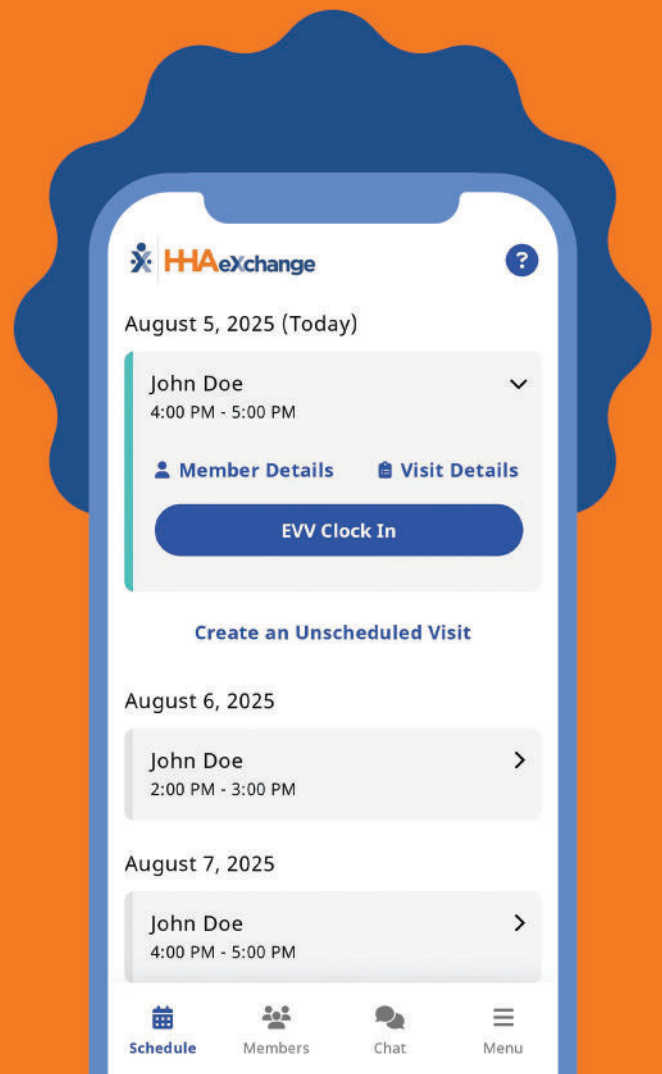 HHAeXchange
?
August 5, 2025 (Today)
John Doe
4:00 PM - 5:00 PM
Member Details Visit Details
EVV Clock In
Create an Unscheduled Visit
August 6, 2025
John Doe
2:00 PM - 3:00 PM
August 7, 2025
John Doe
4:00 PM - 5:00 PM
Schedule Members Chat Menu